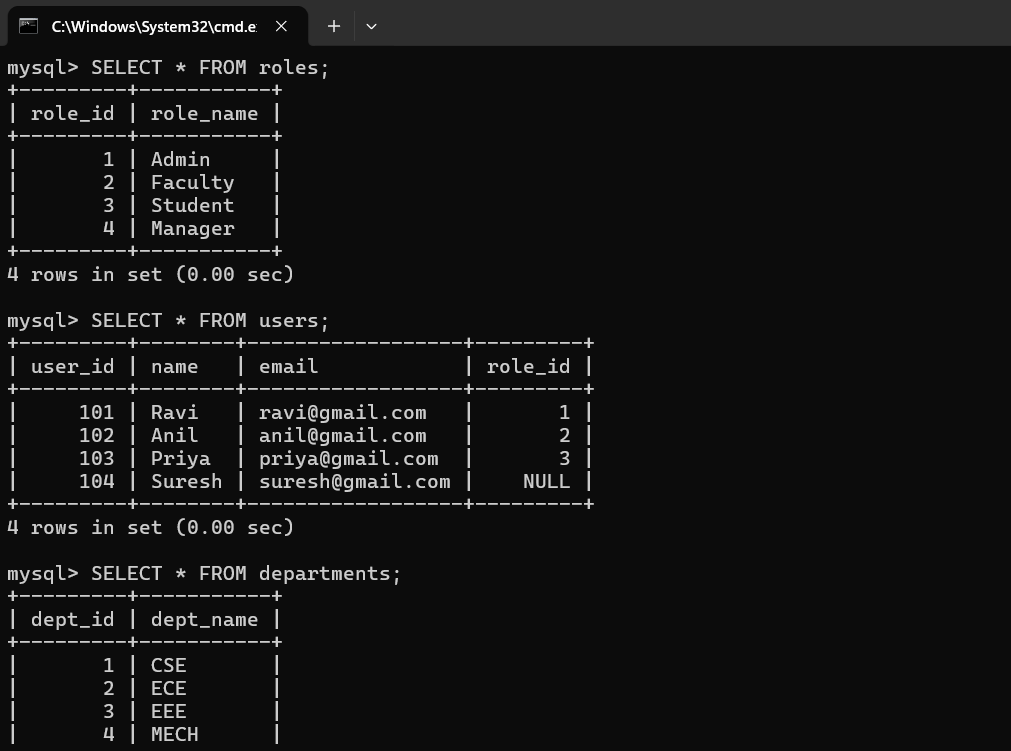 C:\Windows\System32\cmd.e
mysql> SELECT * FROM roles;
+---------+-----------+
| role_id | role_name |
+---------+-----------+
|       1 | Admin     |
|       2 | Faculty   |
|       3 | Student   |
|       4 | Manager   |
+---------+-----------+
4 rows in set (0.00 sec)
mysql> SELECT * FROM users;
+---------+--------+------------------+---------+
| user_id | name   | email            | role_id |
+---------+--------+------------------+---------+
|     101 | Ravi   | ravi@gmail.com   |       1 |
|     102 | Anil   | anil@gmail.com   |       2 |
|     103 | Priya  | priya@gmail.com  |       3 |
|     104 | Suresh | suresh@gmail.com |    NULL |
+---------+--------+------------------+---------+
4 rows in set (0.00 sec)
mysql> SELECT * FROM departments;
+---------+-----------+
| dept_id | dept_name |
+---------+-----------+
|       1 | CSE       |
|       2 | ECE       |
|       3 | EEE       |
|       4 | MECH      |